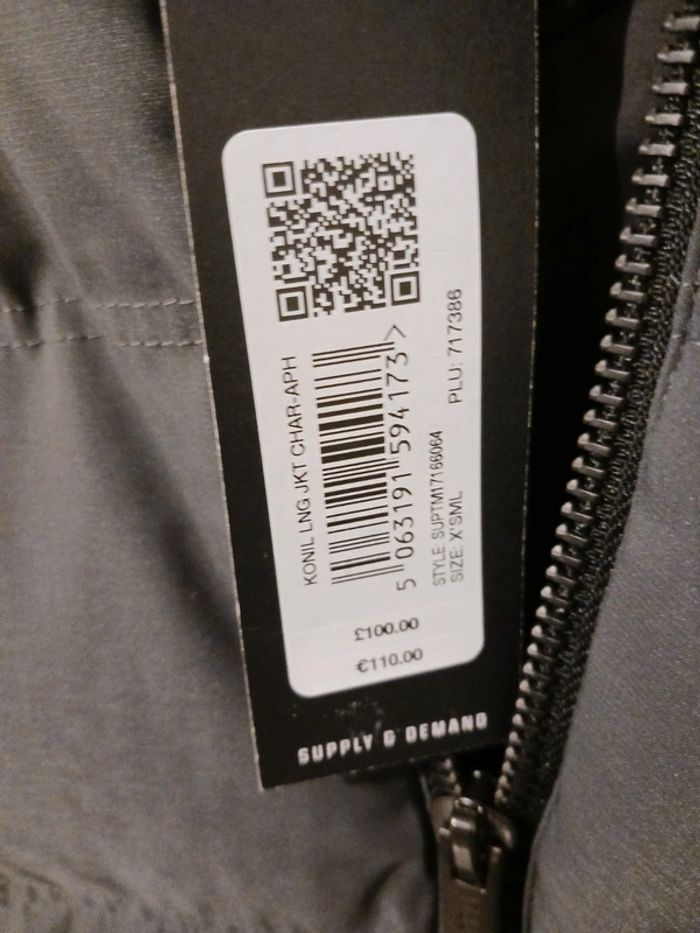 KONIL LNG JKT CHAR-APH
5 063191 594173 >
STYLE: SUPTM17166064
SIZE: X'SML
PLU: 717386
£100.00
€110.00
SUPPLY & DEMAND